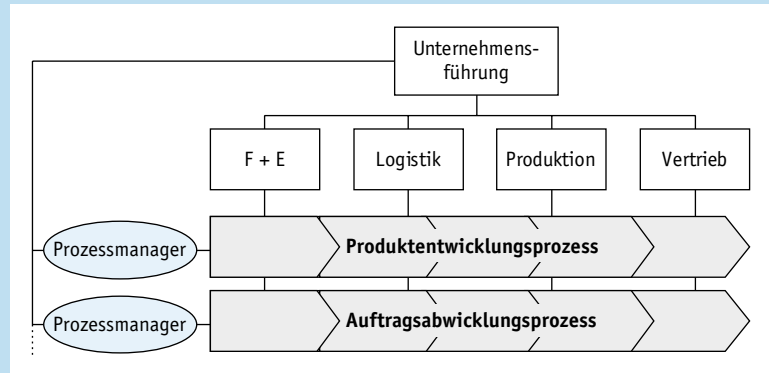 Unternehmens-
führung
F + E
Logistik
Produktion
Vertrieb
Prozessmanager
Produktentwicklungsprozess
Prozessmanager
Auftragsabwicklungsprozess